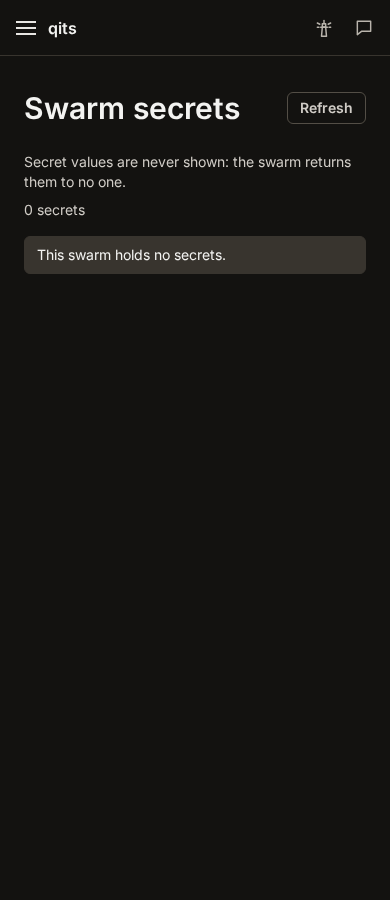 qits
Swarm secrets
Refresh
Secret values are never shown: the swarm returns
them to no one.
0 secrets
This swarm holds no secrets.